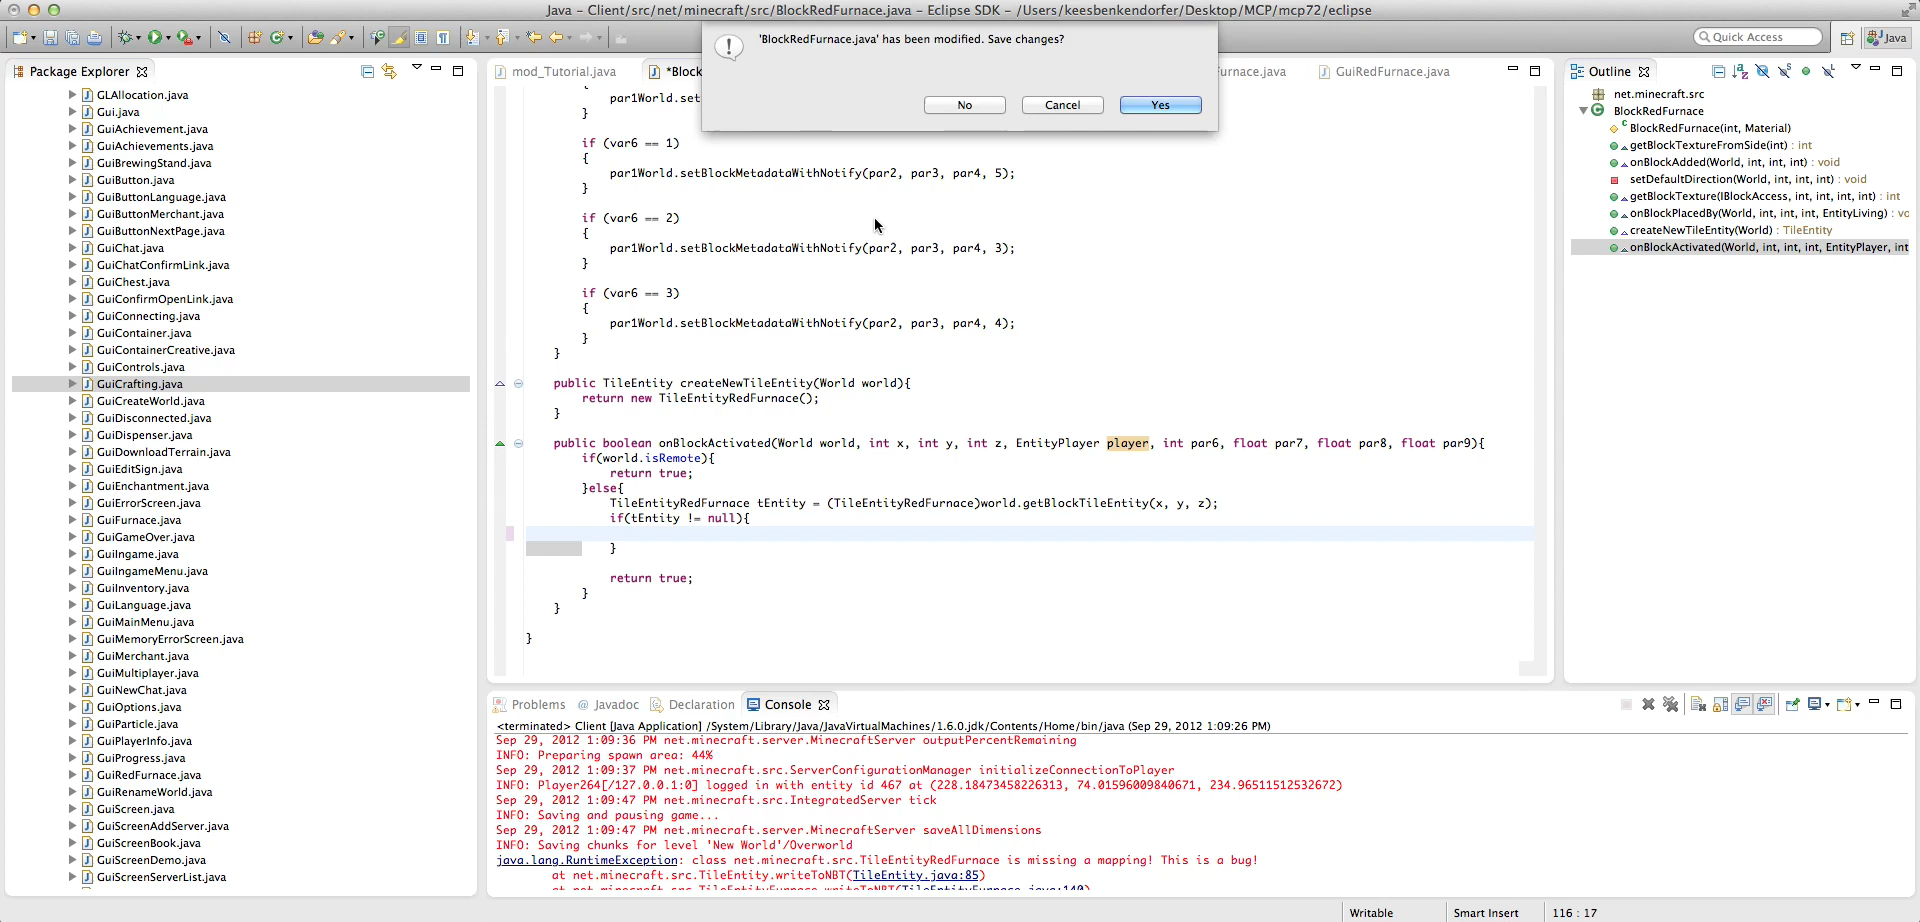 Java – Client/src/net/minecraft/src/BlockRedFurnace.java – Eclipse SDK – /Users/keesbenkendorfer/Desktop/MCP/mcp72/eclipse
Quick Access
Java
'BlockRedFurnace.java' has been modified. Save changes?
No
Cancel
Yes
Package Explorer
GLAllocation.java
Gui.java
GuiAchievement.java
GuiAchievements.java
GuiBrewingStand.java
GuiButton.java
GuiButtonLanguage.java
GuiButtonMerchant.java
GuiButtonNextPage.java
GuiChat.java
GuiChatConfirmLink.java
GuiChest.java
GuiConfirmOpenLink.java
GuiConnecting.java
GuiContainer.java
GuiContainerCreative.java
GuiControls.java
GuiCrafting.java
GuiCreateWorld.java
GuiDisconnected.java
GuiDispenser.java
GuiDownloadTerrain.java
GuiEditSign.java
GuiEnchantment.java
GuiErrorScreen.java
GuiFurnace.java
GuiGameOver.java
GuiIngame.java
GuiIngameMenu.java
GuiInventory.java
GuiLanguage.java
GuiMainMenu.java
GuiMemoryErrorScreen.java
GuiMerchant.java
GuiMultiplayer.java
GuiNewChat.java
GuiOptions.java
GuiParticle.java
GuiPlayerInfo.java
GuiProgress.java
GuiRedFurnace.java
GuiRenameWorld.java
GuiScreen.java
GuiScreenAddServer.java
GuiScreenBook.java
GuiScreenDemo.java
GuiScreenServerList.java
mod_Tutorial.java
*Block
urnace.java
GuiRedFurnace.java
par1World.set
}
if (var6 == 1)
{
par1World.setBlockMetadataWithNotify(par2, par3, par4, 5);
}
if (var6 == 2)
{
par1World.setBlockMetadataWithNotify(par2, par3, par4, 3);
}
if (var6 == 3)
{
par1World.setBlockMetadataWithNotify(par2, par3, par4, 4);
}
}
public TileEntity createNewTileEntity(World world){
return new TileEntityRedFurnace();
}
public boolean onBlockActivated(World world, int x, int y, int z, EntityPlayer player, int par6, float par7, float par8, float par9){
if(world.isRemote){
return true;
}else{
TileEntityRedFurnace tEntity = (TileEntityRedFurnace)world.getBlockTileEntity(x, y, z);
if(tEntity != null){
}
return true;
}
}
}
Outline
net.minecraft.src
BlockRedFurnace
BlockRedFurnace(int, Material)
getBlockTextureFromSide(int) : int
onBlockAdded(World, int, int, int) : void
setDefaultDirection(World, int, int, int) : void
getBlockTexture(IBlockAccess, int, int, int, int) : int
onBlockPlacedBy(World, int, int, int, EntityLiving) : vo
createNewTileEntity(World) : TileEntity
onBlockActivated(World, int, int, int, EntityPlayer, int
Problems
@ Javadoc
Declaration
Console
<terminated> Client [Java Application] /System/Library/Java/JavaVirtualMachines/1.6.0.jdk/Contents/Home/bin/java (Sep 29, 2012 1:09:26 PM)
Sep 29, 2012 1:09:36 PM net.minecraft.server.MinecraftServer outputPercentRemaining
INFO: Preparing spawn area: 44%
Sep 29, 2012 1:09:37 PM net.minecraft.src.ServerConfigurationManager initializeConnectionToPlayer
INFO: Player264[/127.0.0.1:0] logged in with entity id 467 at (228.18473458226313, 74.01596009840671, 234.96511512532672)
Sep 29, 2012 1:09:47 PM net.minecraft.src.IntegratedServer tick
INFO: Saving and pausing game...
Sep 29, 2012 1:09:47 PM net.minecraft.server.MinecraftServer saveAllDimensions
INFO: Saving chunks for level 'New World'/Overworld
java.lang.RuntimeException: class net.minecraft.src.TileEntityRedFurnace is missing a mapping! This is a bug!
at net.minecraft.src.TileEntity.writeToNBT(TileEntity.java:85)
at net.minecraft.src.TileEntityFurnace.writeToNBT(TileEntityFurnace.java:140)
Writable
Smart Insert
116 : 17